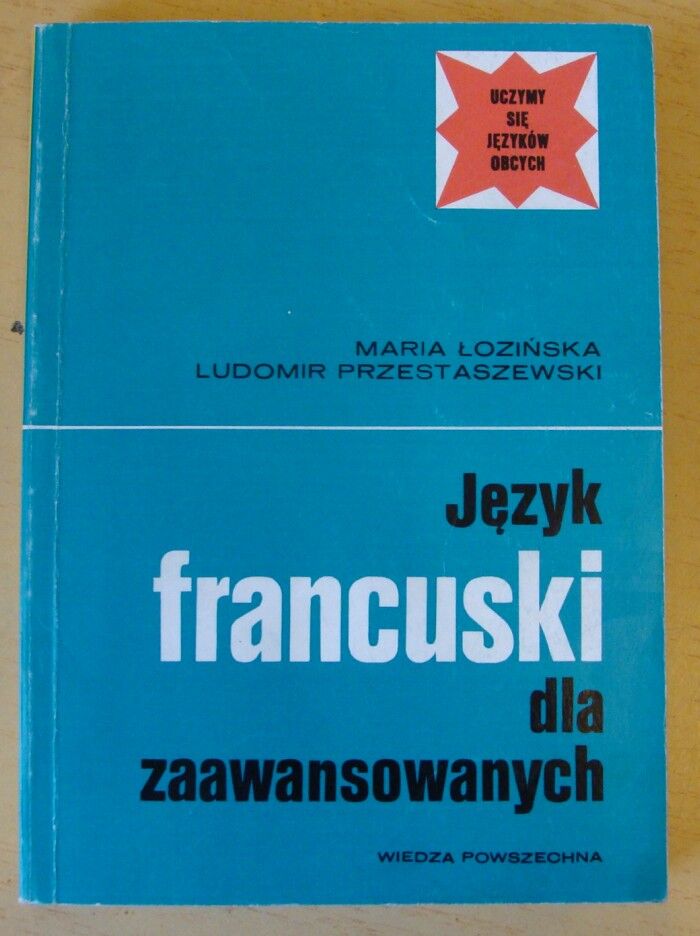 UCZYMY
SIĘ
JĘZYKÓW
OBCYCH
MARIA ŁOZIŃSKA
LUDOMIR PRZESTASZEWSKI
Język
francuski
dla
zaawansowanych
WIEDZA POWSZECHNA